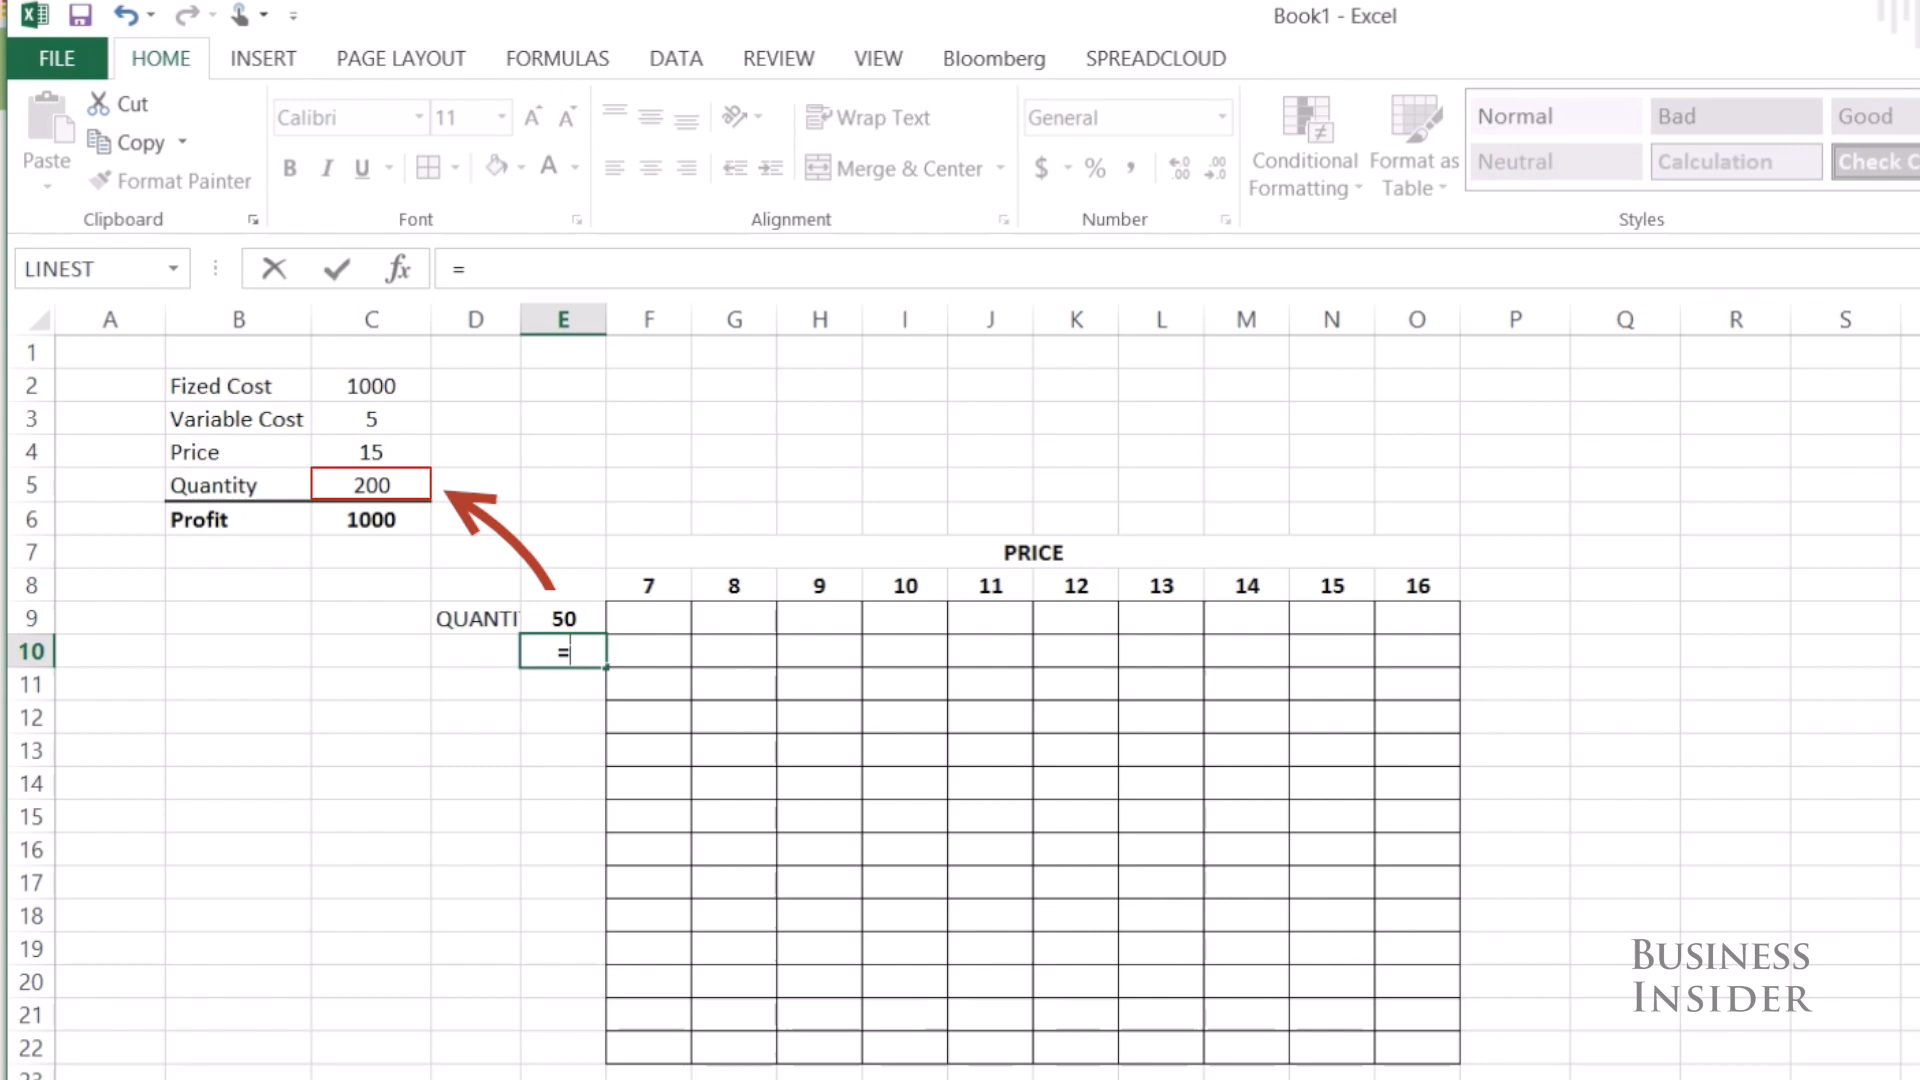 Book1 - Excel
FILE HOME INSERT PAGE LAYOUT FORMULAS DATA REVIEW VIEW Bloomberg SPREADCLOUD
Paste
Cut
Copy
Format Painter
Clipboard
Calibri 11
B I U
Font
Wrap Text
Merge & Center
Alignment
General
$ % ,
Number
Conditional Formatting
Format as Table
Normal Bad Good
Neutral Calculation Check C
Styles
LINEST fx =
A B C D E F G H I J K L M N O P Q R S
1
2 Fized Cost 1000
3 Variable Cost 5
4 Price 15
5 Quantity 200
6 Profit 1000
7 PRICE
8 7 8 9 10 11 12 13 14 15 16
9 QUANTI 50
10 =
11
12
13
14
15
16
17
18
19
20
21
22
BUSINESS
INSIDER